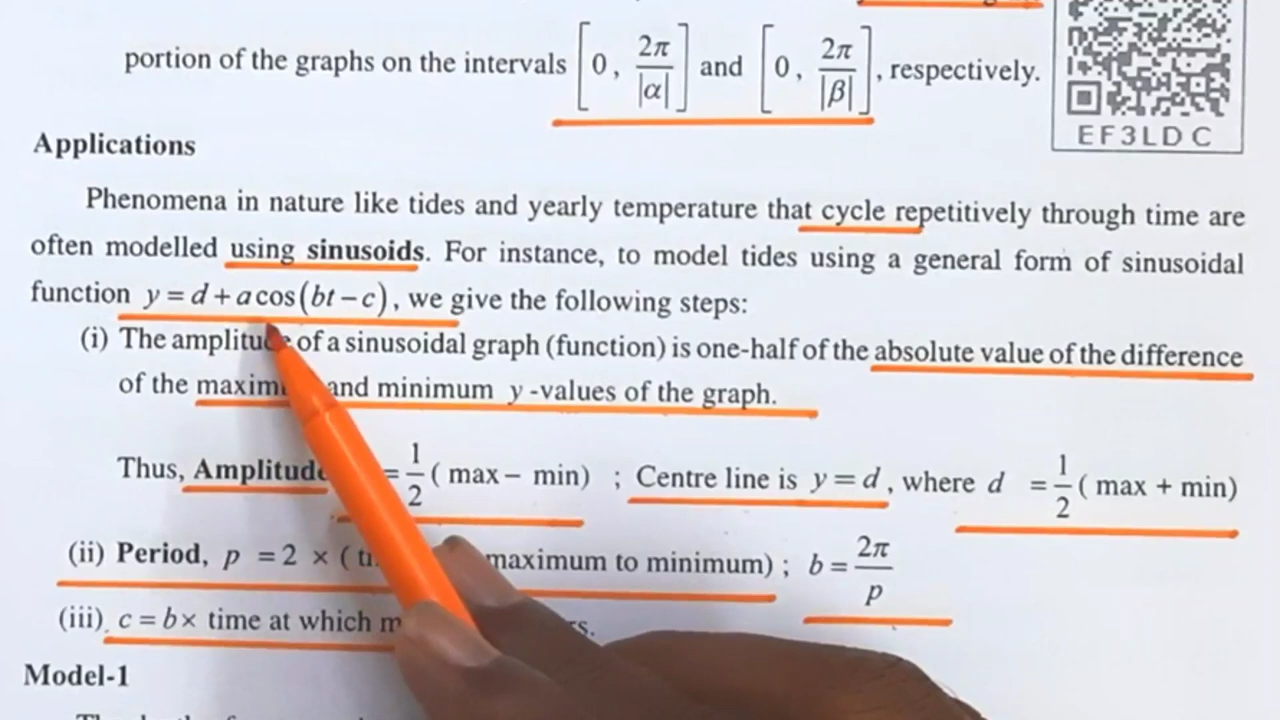 portion of the graphs on the intervals [0, 2π/|α|] and [0, 2π/|β|], respectively.
EF3LDC
Applications
Phenomena in nature like tides and yearly temperature that cycle repetitively through time are
often modelled using sinusoids. For instance, to model tides using a general form of sinusoidal
function y = d + a cos(bt − c), we give the following steps:
(i) The amplitude of a sinusoidal graph (function) is one-half of the absolute value of the difference
of the maximum and minimum y -values of the graph.
Thus, Amplitude = 1/2 ( max − min) ; Centre line is y = d , where d = 1/2 ( max + min)
(ii) Period, p = 2 × ( maximum to minimum) ; b = 2π/p
(iii) c = b× time at which
Model-1